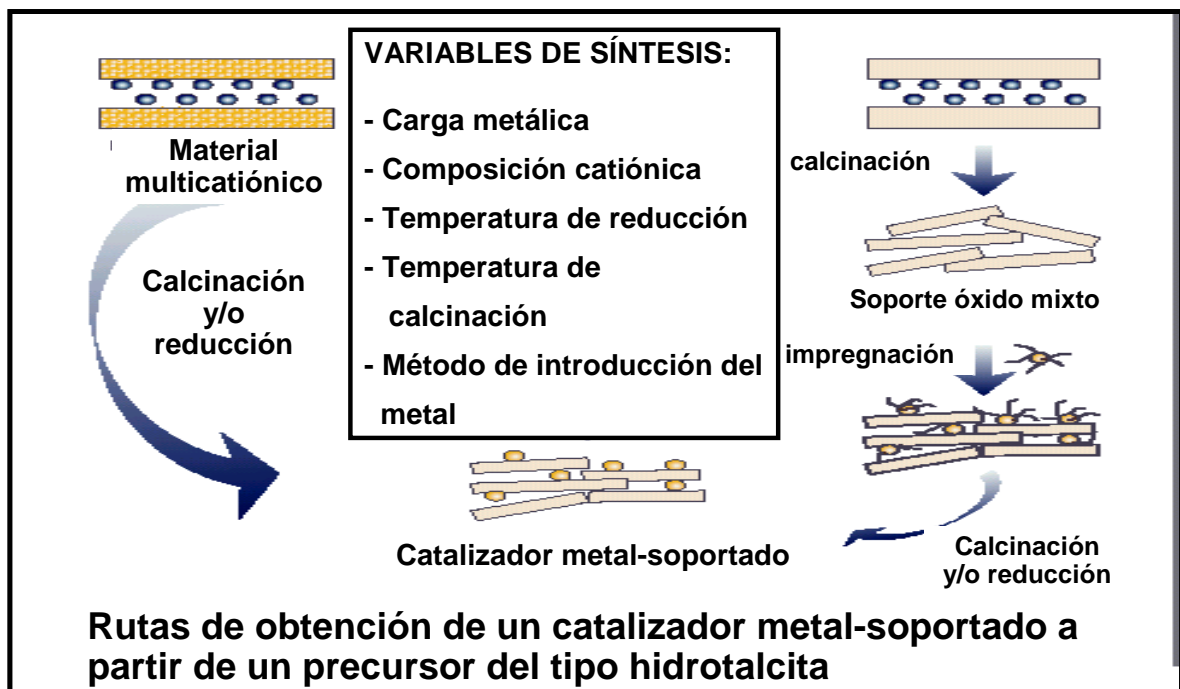 VARIABLES DE SÍNTESIS:
- Carga metálica
- Composición catiónica
- Temperatura de reducción
- Temperatura de
calcinación
- Método de introducción del
metal
Material
multicatiónico
Calcinación
y/o
reducción
calcinación
Soporte óxido mixto
impregnación
Calcinación
y/o reducción
Catalizador metal-soportado
Rutas de obtención de un catalizador metal-soportado a
partir de un precursor del tipo hidrotalcita